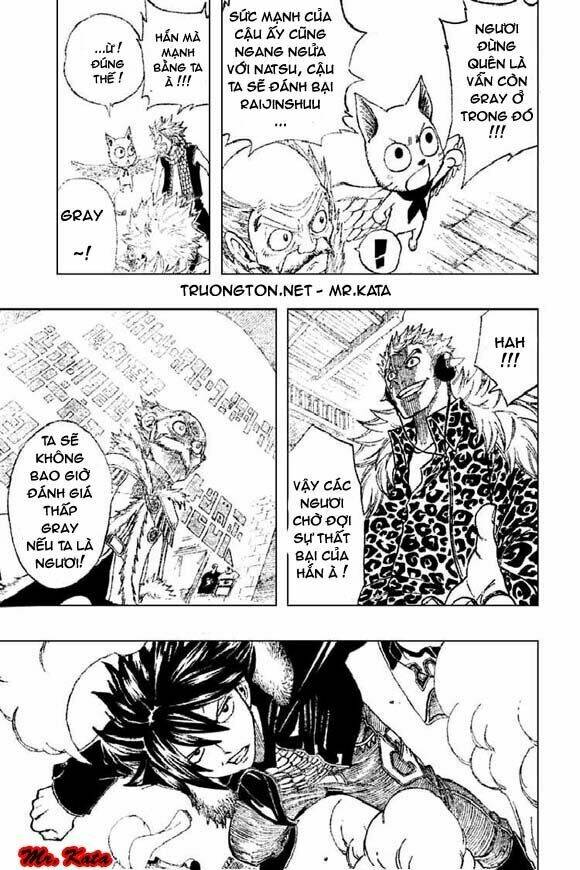 NGƯƠI
ĐỪNG
QUÊN LÀ
VẪN CÒN
GRAY Ở
TRONG ĐÓ
!!!
SỨC MẠNH CỦA
CẬU ẤY CŨNG
NGANG NGỬA
VỚI NATSU, CẬU
TA SẼ ĐÁNH BẠI
RAIJINSHUU
...
!
HẮN MÀ
MẠNH
BẰNG TA
À !!!
...Ừ !
ĐÚNG
THẾ !
GRAY
~!
TRUONGTON.NET - MR.KATA
HAH
!!!
VẬY CÁC
NGƯƠI
CHỜ ĐỢI
SỰ THẤT
BẠI CỦA
HẮN À !
TA SẼ
KHÔNG
BAO GIỜ
ĐÁNH GIÁ
THẤP
GRAY
NẾU TA LÀ
NGƯƠI!
Mr. Kata